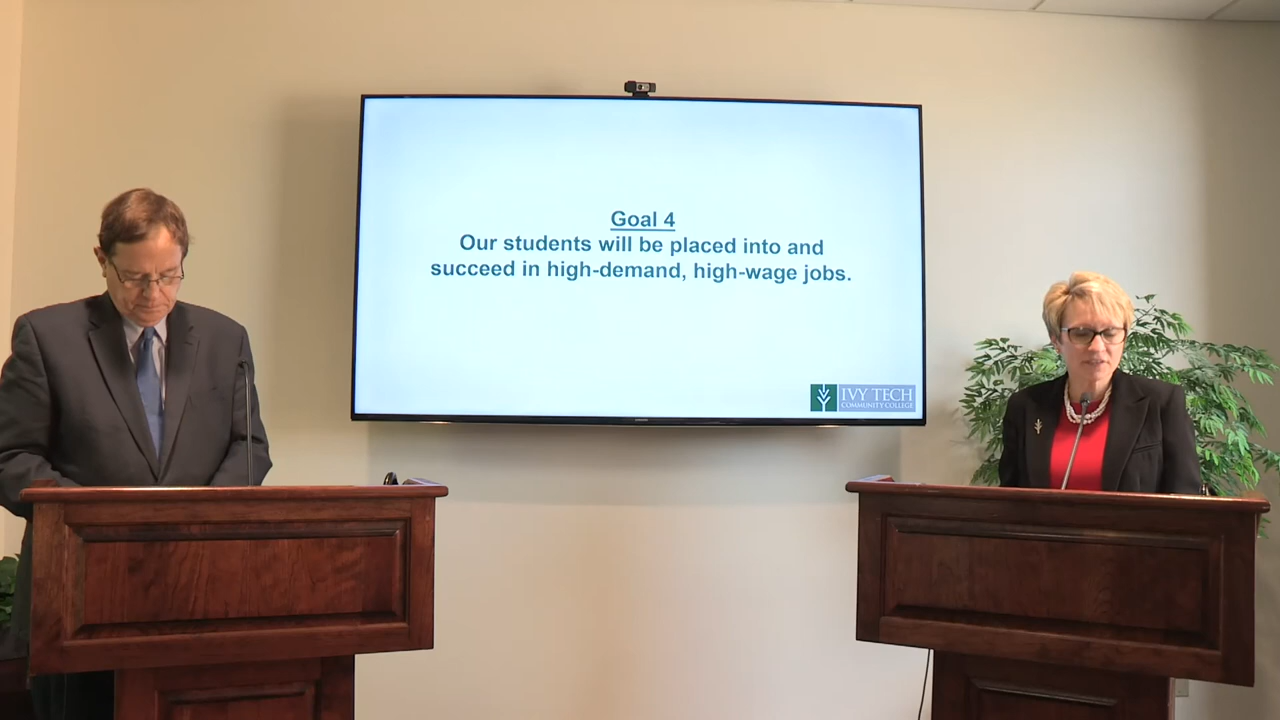 Goal 4
Our students will be placed into and
succeed in high-demand, high-wage jobs.
IVY TECH
COMMUNITY COLLEGE